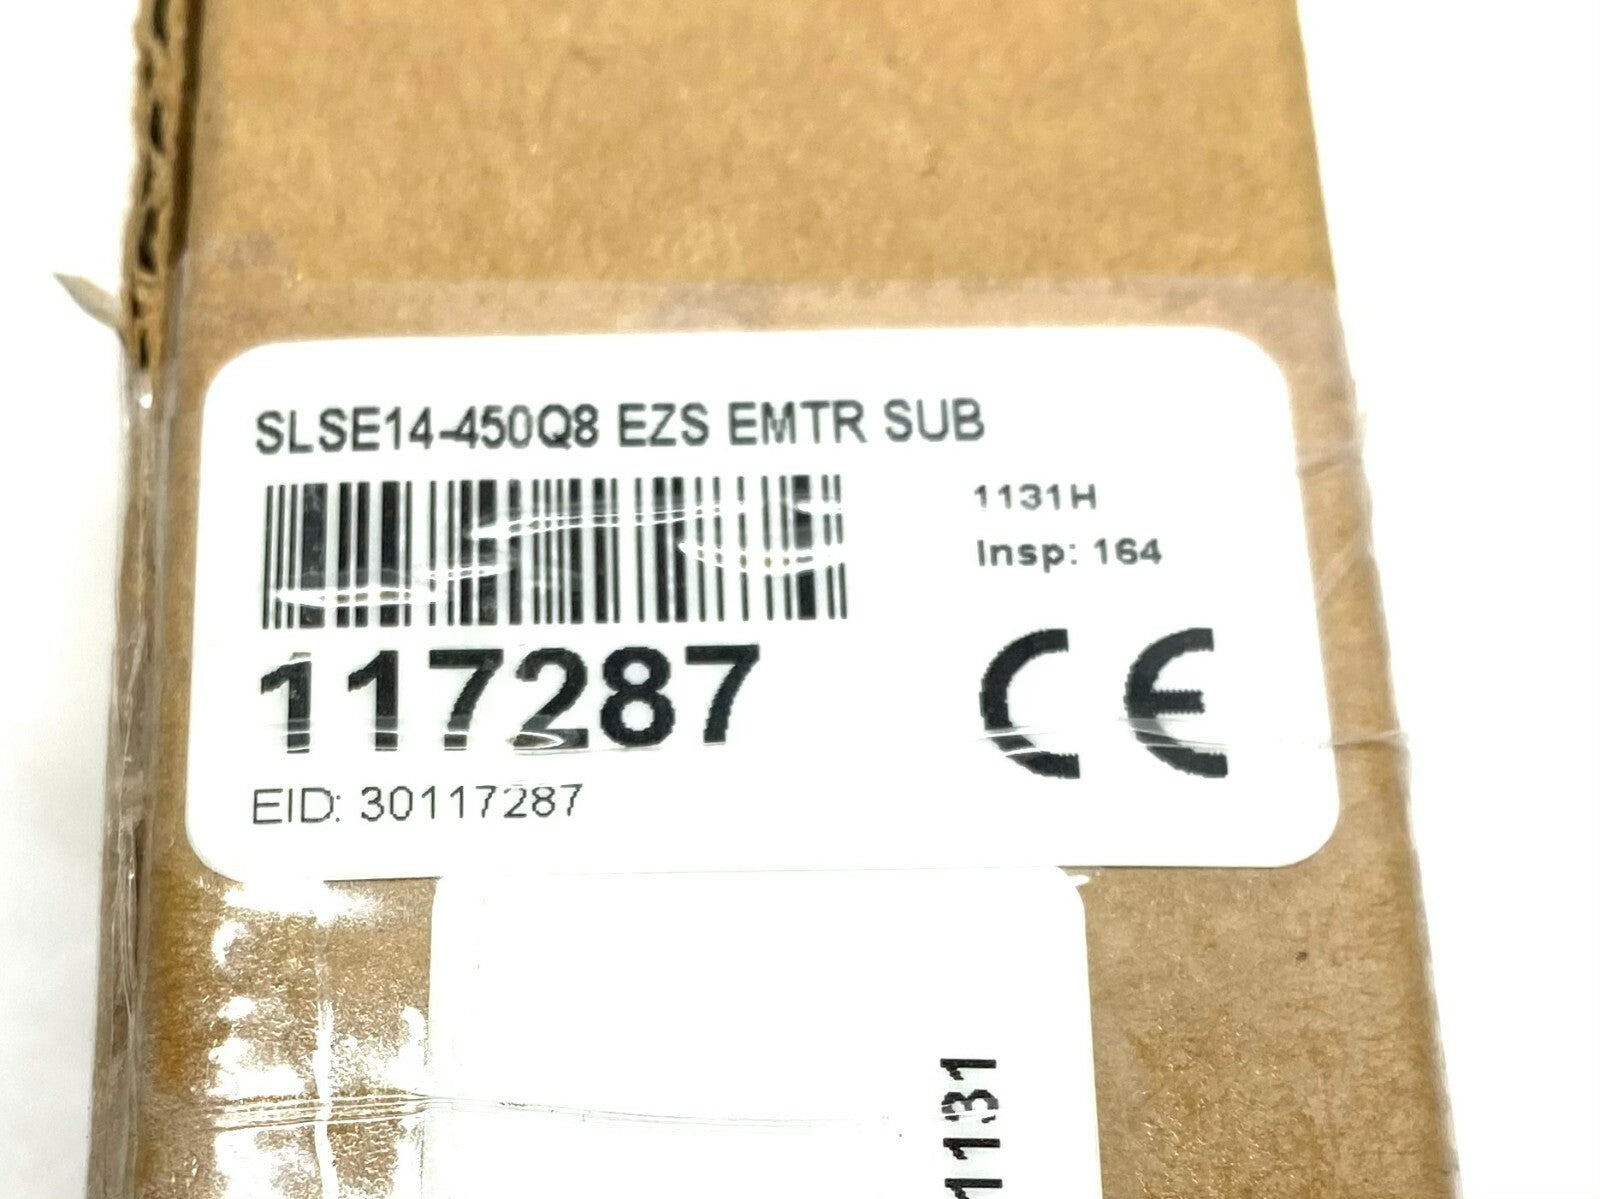 SLSE14-450Q8 EZS EMTR SUB
1131H
Insp: 164
117287
CE
EID: 30117287
1131